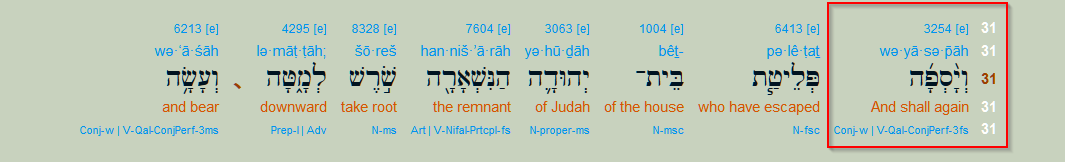 6213 [e] 4295 [e] 8328 [e] 7604 [e] 3063 [e] 1004 [e] 6413 [e] 3254 [e] 31
wə·‘ā·śāh lə·māṭ·ṭāh; šō·reš han·niš·’ā·rāh yə·hū·ḏāh bêṯ- pə·lê·ṭaṯ wə·yā·sə·p̄āh 31
31 וְיָ֨סְפָ֜ה פְּלֵיטַ֧ת בֵּית־ יְהוּדָ֛ה הַנִּשְׁאָרָ֖ה שֹׁ֣רֶשׁ לְמָ֑טָּה ､ וְעָשָׂ֥ה
and bear downward take root the remnant of Judah of the house who have escaped And shall again 31
Conj-w | V-Qal-ConjPerf-3ms Prep-l | Adv N-ms Art | V-Nifal-Prtcpl-fs N-proper-ms N-msc N-fsc Conj-w | V-Qal-ConjPerf-3fs 31